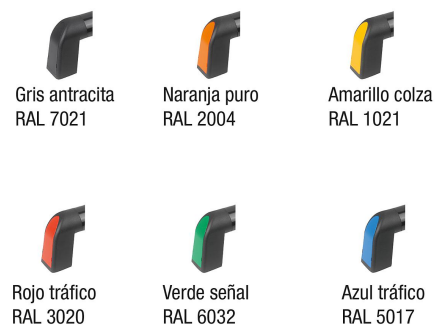 Gris antracita
RAL 7021
Naranja puro
RAL 2004
Amarillo colza
RAL 1021
Rojo tráfico
RAL 3020
Verde señal
RAL 6032
Azul tráfico
RAL 5017